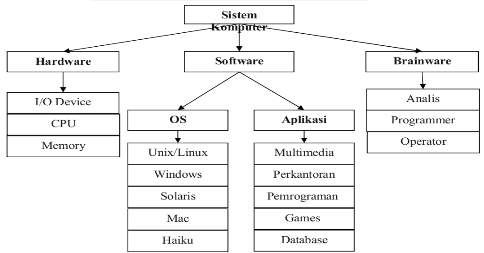 Sistem
Komputer
Hardware
Software
Brainware
I/O Device
CPU
Memory
Analis
Programmer
Operator
OS
Aplikasi
Unix/Linux
Windows
Solaris
Mac
Haiku
Multimedia
Perkantoran
Pemrograman
Games
Database